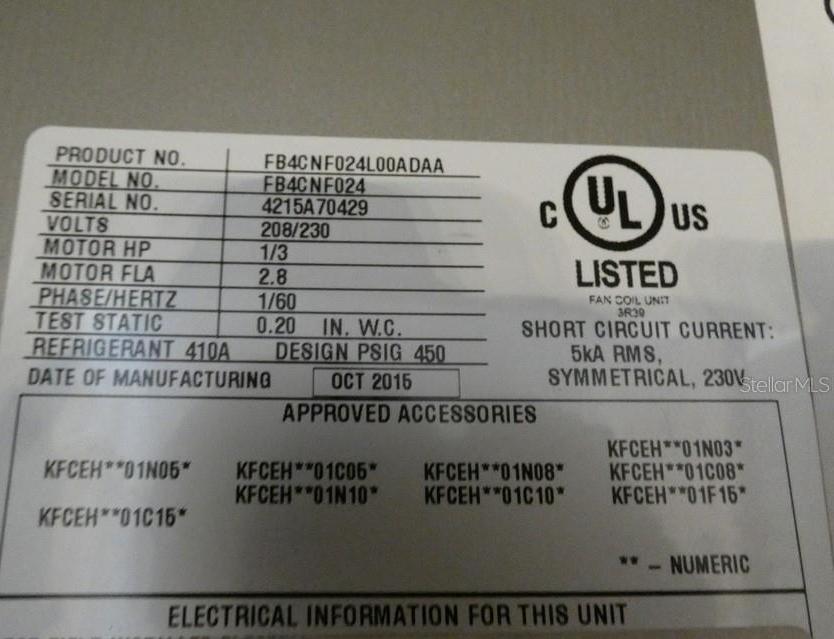 PRODUCT NO. FB4CNF024L00ADAA
MODEL NO. FB4CNF024
SERIAL NO. 4215A70429
VOLTS 208/230
MOTOR HP 1/3
MOTOR FLA 2.8
PHASE/HERTZ 1/60
TEST STATIC 0.20 IN. W.C.
REFRIGERANT 410A DESIGN PSIG 450
DATE OF MANUFACTURING OCT 2015
C UL US
LISTED
FAN COIL UNIT
3R39
SHORT CIRCUIT CURRENT:
5kA RMS,
SYMMETRICAL, 230V
StellarMLS
APPROVED ACCESSORIES
KFCEH**01N03*
KFCEH**01N05* KFCEH**01C05* KFCEH**01N08* KFCEH**01C08*
KFCEH**01N10* KFCEH**01C10* KFCEH**01F15*
KFCEH**01C15*
** – NUMERIC
ELECTRICAL INFORMATION FOR THIS UNIT